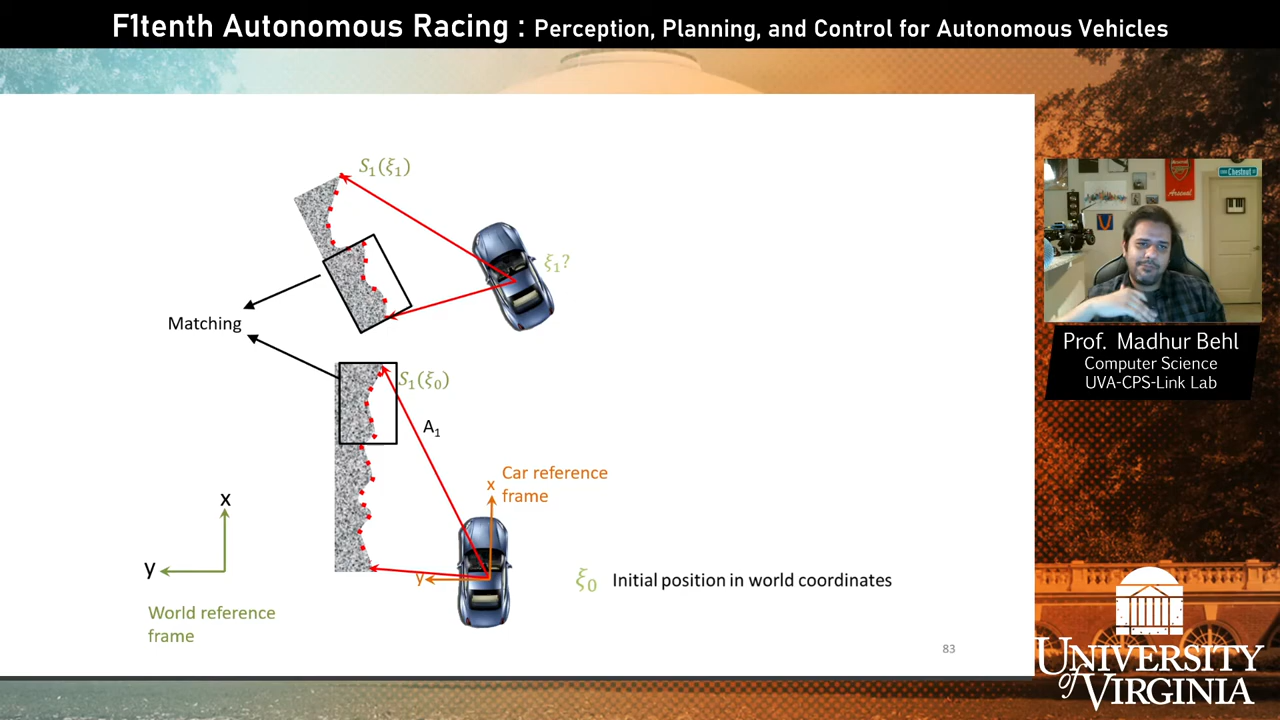 F1tenth Autonomous Racing : Perception, Planning, and Control for Autonomous Vehicles
S₁(ξ₁)
ξ₁?
Matching
S₁(ξ₀)
A₁
Car reference
frame
x
y
x
y
World reference
frame
ξ₀ Initial position in world coordinates
83
Arsenal
Chestnut
Prof. Madhur Behl
Computer Science
UVA-CPS-Link Lab
UNIVERSITY
of VIRGINIA